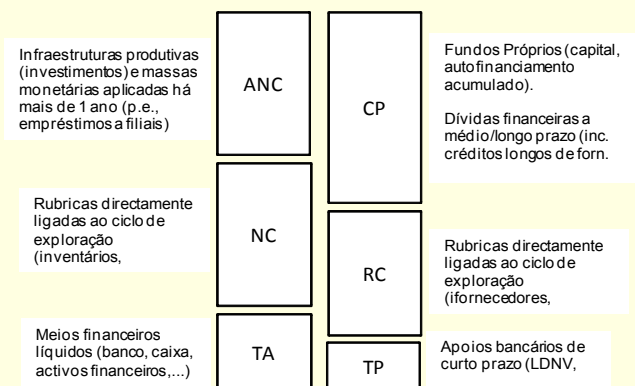 Infraestruturas produtivas
(investimentos) e massas
monetárias aplicadas há
mais de 1 ano (p.e.,
empréstimos a filiais)
ANC
CP
Fundos Próprios (capital,
autofinanciamento
acumulado).
Dívidas financeiras a
médio/longo prazo (inc.
créditos longos de forn.
Rubricas directamente
ligadas ao ciclo de
exploração
(inventários,
NC
RC
Rubricas directamente
ligadas ao ciclo de
exploração
(ifornecedores,
Meios financeiros
líquidos (banco, caixa,
activos financeiros,...)
TA
TP
Apoios bancários de
curto prazo (LDNV,